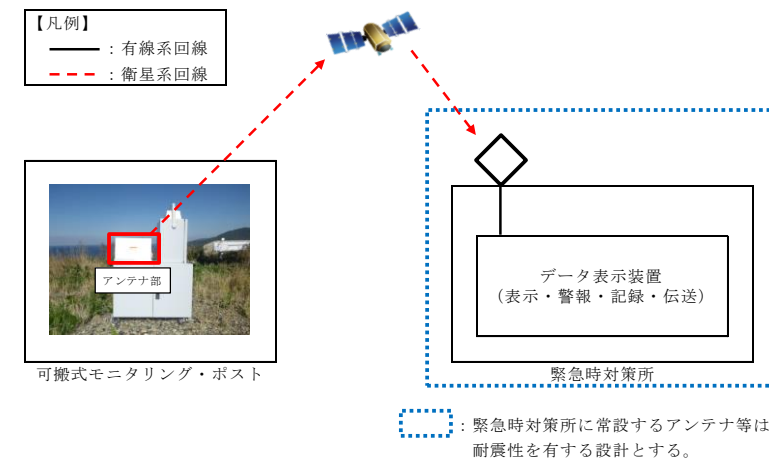 【凡例】
：有線系回線
：衛星系回線
アンテナ部
データ表示装置
（表示・警報・記録・伝送）
可搬式モニタリング・ポスト
緊急時対策所
：緊急時対策所に常設するアンテナ等は
耐震性を有する設計とする。